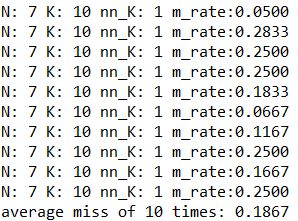 N: 7 K: 10 nn_K: 1 m_rate:0.0500
N: 7 K: 10 nn_K: 1 m_rate:0.2833
N: 7 K: 10 nn_K: 1 m_rate:0.2500
N: 7 K: 10 nn_K: 1 m_rate:0.2500
N: 7 K: 10 nn_K: 1 m_rate:0.1833
N: 7 K: 10 nn_K: 1 m_rate:0.0667
N: 7 K: 10 nn_K: 1 m_rate:0.1167
N: 7 K: 10 nn_K: 1 m_rate:0.2500
N: 7 K: 10 nn_K: 1 m_rate:0.1667
N: 7 K: 10 nn_K: 1 m_rate:0.2500
average miss of 10 times: 0.1867